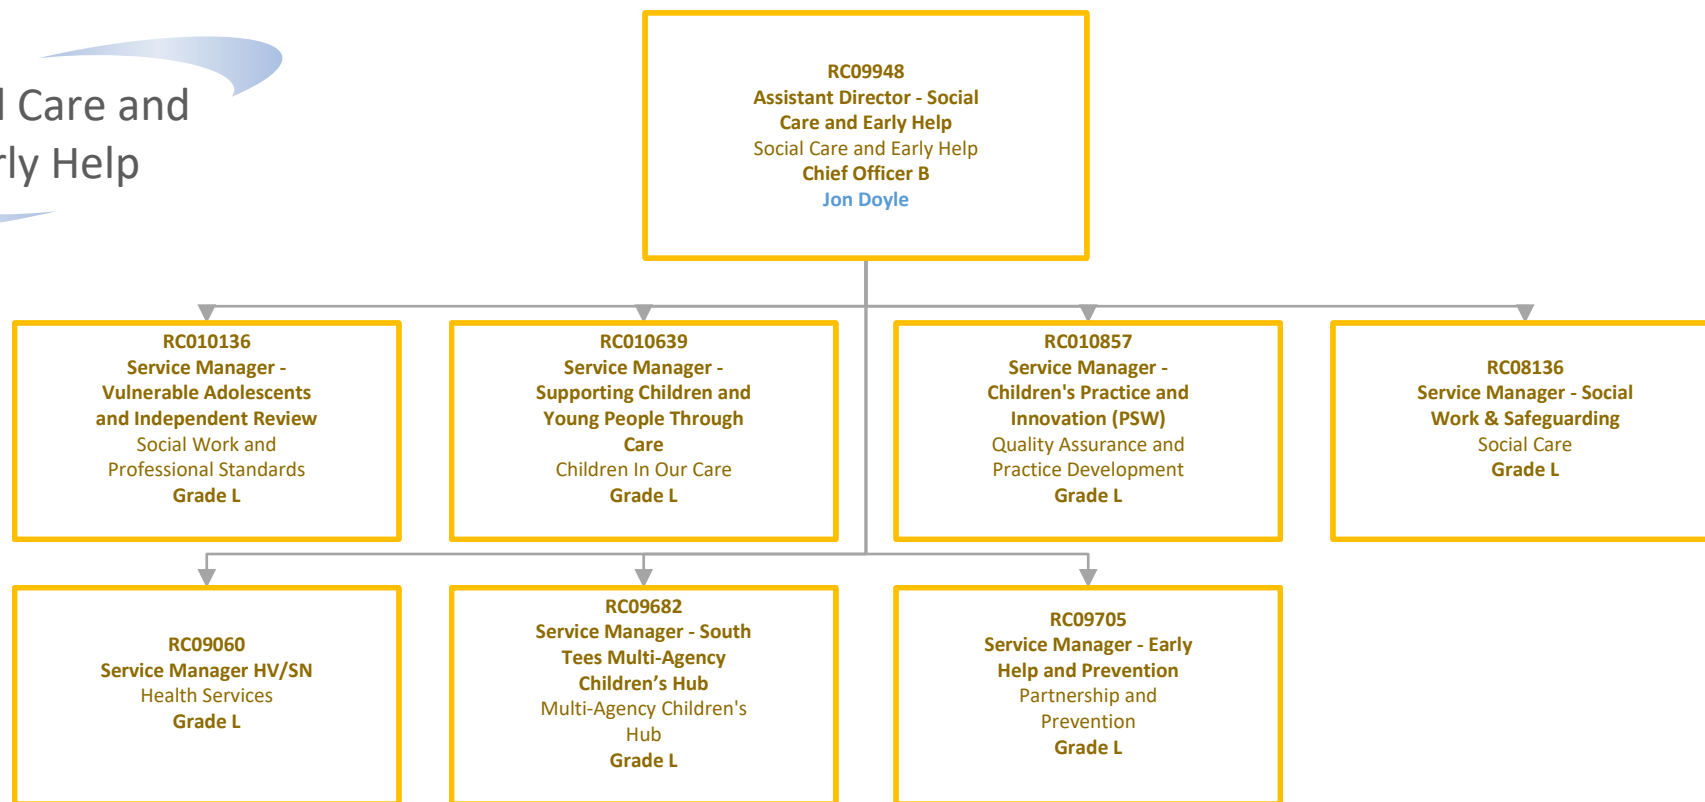 Care and
Help
RC09948
Assistant Director - Social
Care and Early Help
Social Care and Early Help
Chief Officer B
Jon Doyle
RC010136
Service Manager -
Vulnerable Adolescents
and Independent Review
Social Work and
Professional Standards
Grade L
RC010639
Service Manager -
Supporting Children and
Young People Through
Care
Children In Our Care
Grade L
RC010857
Service Manager -
Children's Practice and
Innovation (PSW)
Quality Assurance and
Practice Development
Grade L
RC08136
Service Manager - Social
Work & Safeguarding
Social Care
Grade L
RC09060
Service Manager HV/SN
Health Services
Grade L
RC09682
Service Manager - South
Tees Multi-Agency
Children’s Hub
Multi-Agency Children's
Hub
Grade L
RC09705
Service Manager - Early
Help and Prevention
Partnership and
Prevention
Grade L